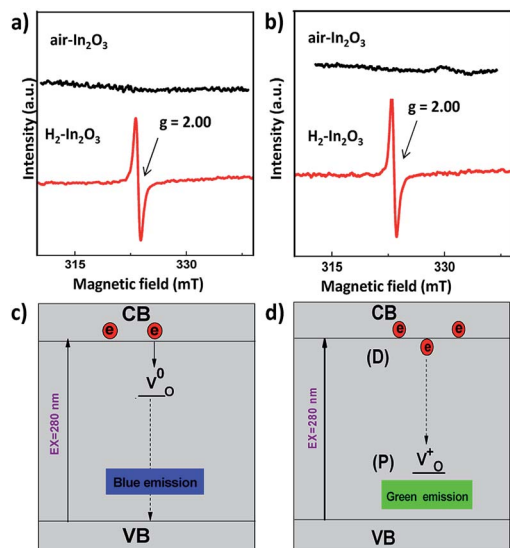 a)
air-In₂O₃
H₂-In₂O₃
g = 2.00
Intensity (a.u.)
315
330
Magnetic field (mT)
b)
air-In₂O₃
H₂-In₂O₃
g = 2.00
Intensity (a.u.)
315
330
Magnetic field (mT)
c)
CB
e
e
V⁰O
EX=280 nm
Blue emission
VB
d)
CB
e
e
e
(D)
(P)
V⁺O
EX=280 nm
Green emission
VB